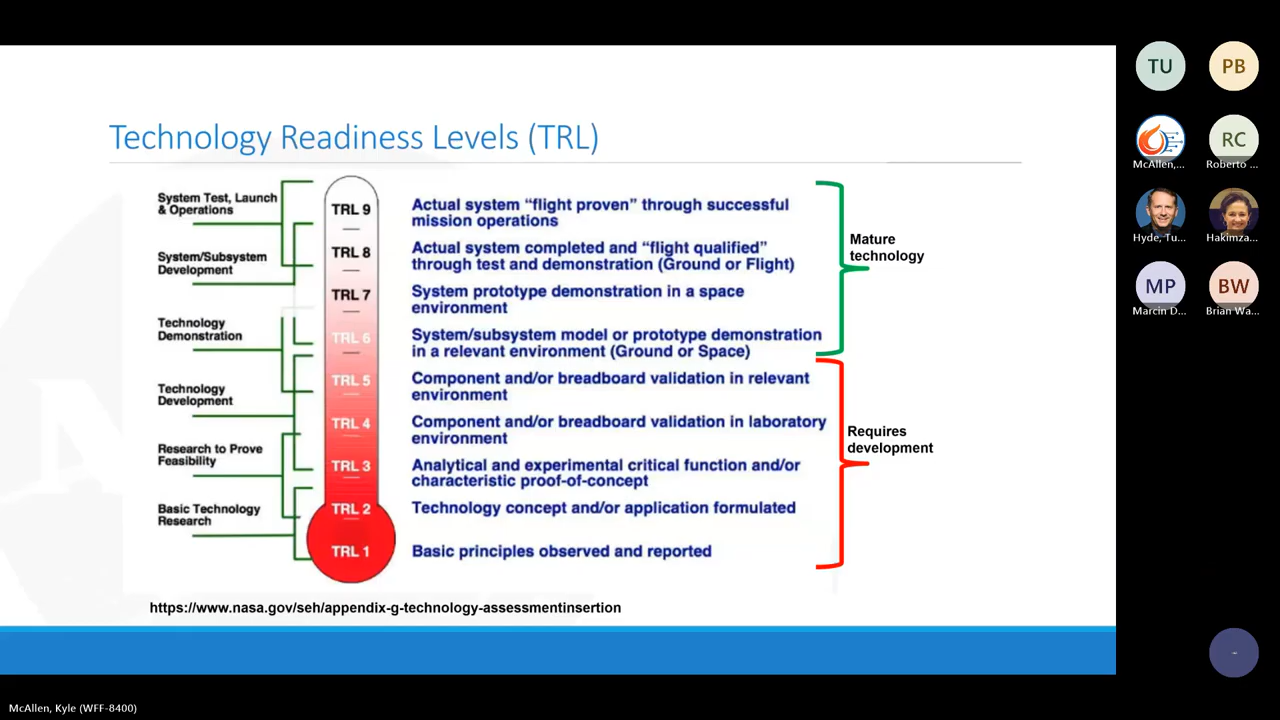 Technology Readiness Levels (TRL)
System Test, Launch
& Operations
System/Subsystem
Development
Technology
Demonstration
Technology
Development
Research to Prove
Feasibility
Basic Technology
Research
TRL 9
TRL 8
TRL 7
TRL 6
TRL 5
TRL 4
TRL 3
TRL 2
TRL 1
Actual system “flight proven” through successful
mission operations
Actual system completed and “flight qualified”
through test and demonstration (Ground or Flight)
System prototype demonstration in a space
environment
System/subsystem model or prototype demonstration
in a relevant environment (Ground or Space)
Component and/or breadboard validation in relevant
environment
Component and/or breadboard validation in laboratory
environment
Analytical and experimental critical function and/or
characteristic proof-of-concept
Technology concept and/or application formulated
Basic principles observed and reported
Mature
technology
Requires
development
https://www.nasa.gov/seh/appendix-g-technology-assessmentinsertion
TU
PB
McAllen,...
RC
Roberto ...
Hyde, Tu...
Hakimza...
MP
Marcin D...
BW
Brian Wa...
McAllen, Kyle (WFF-8400)